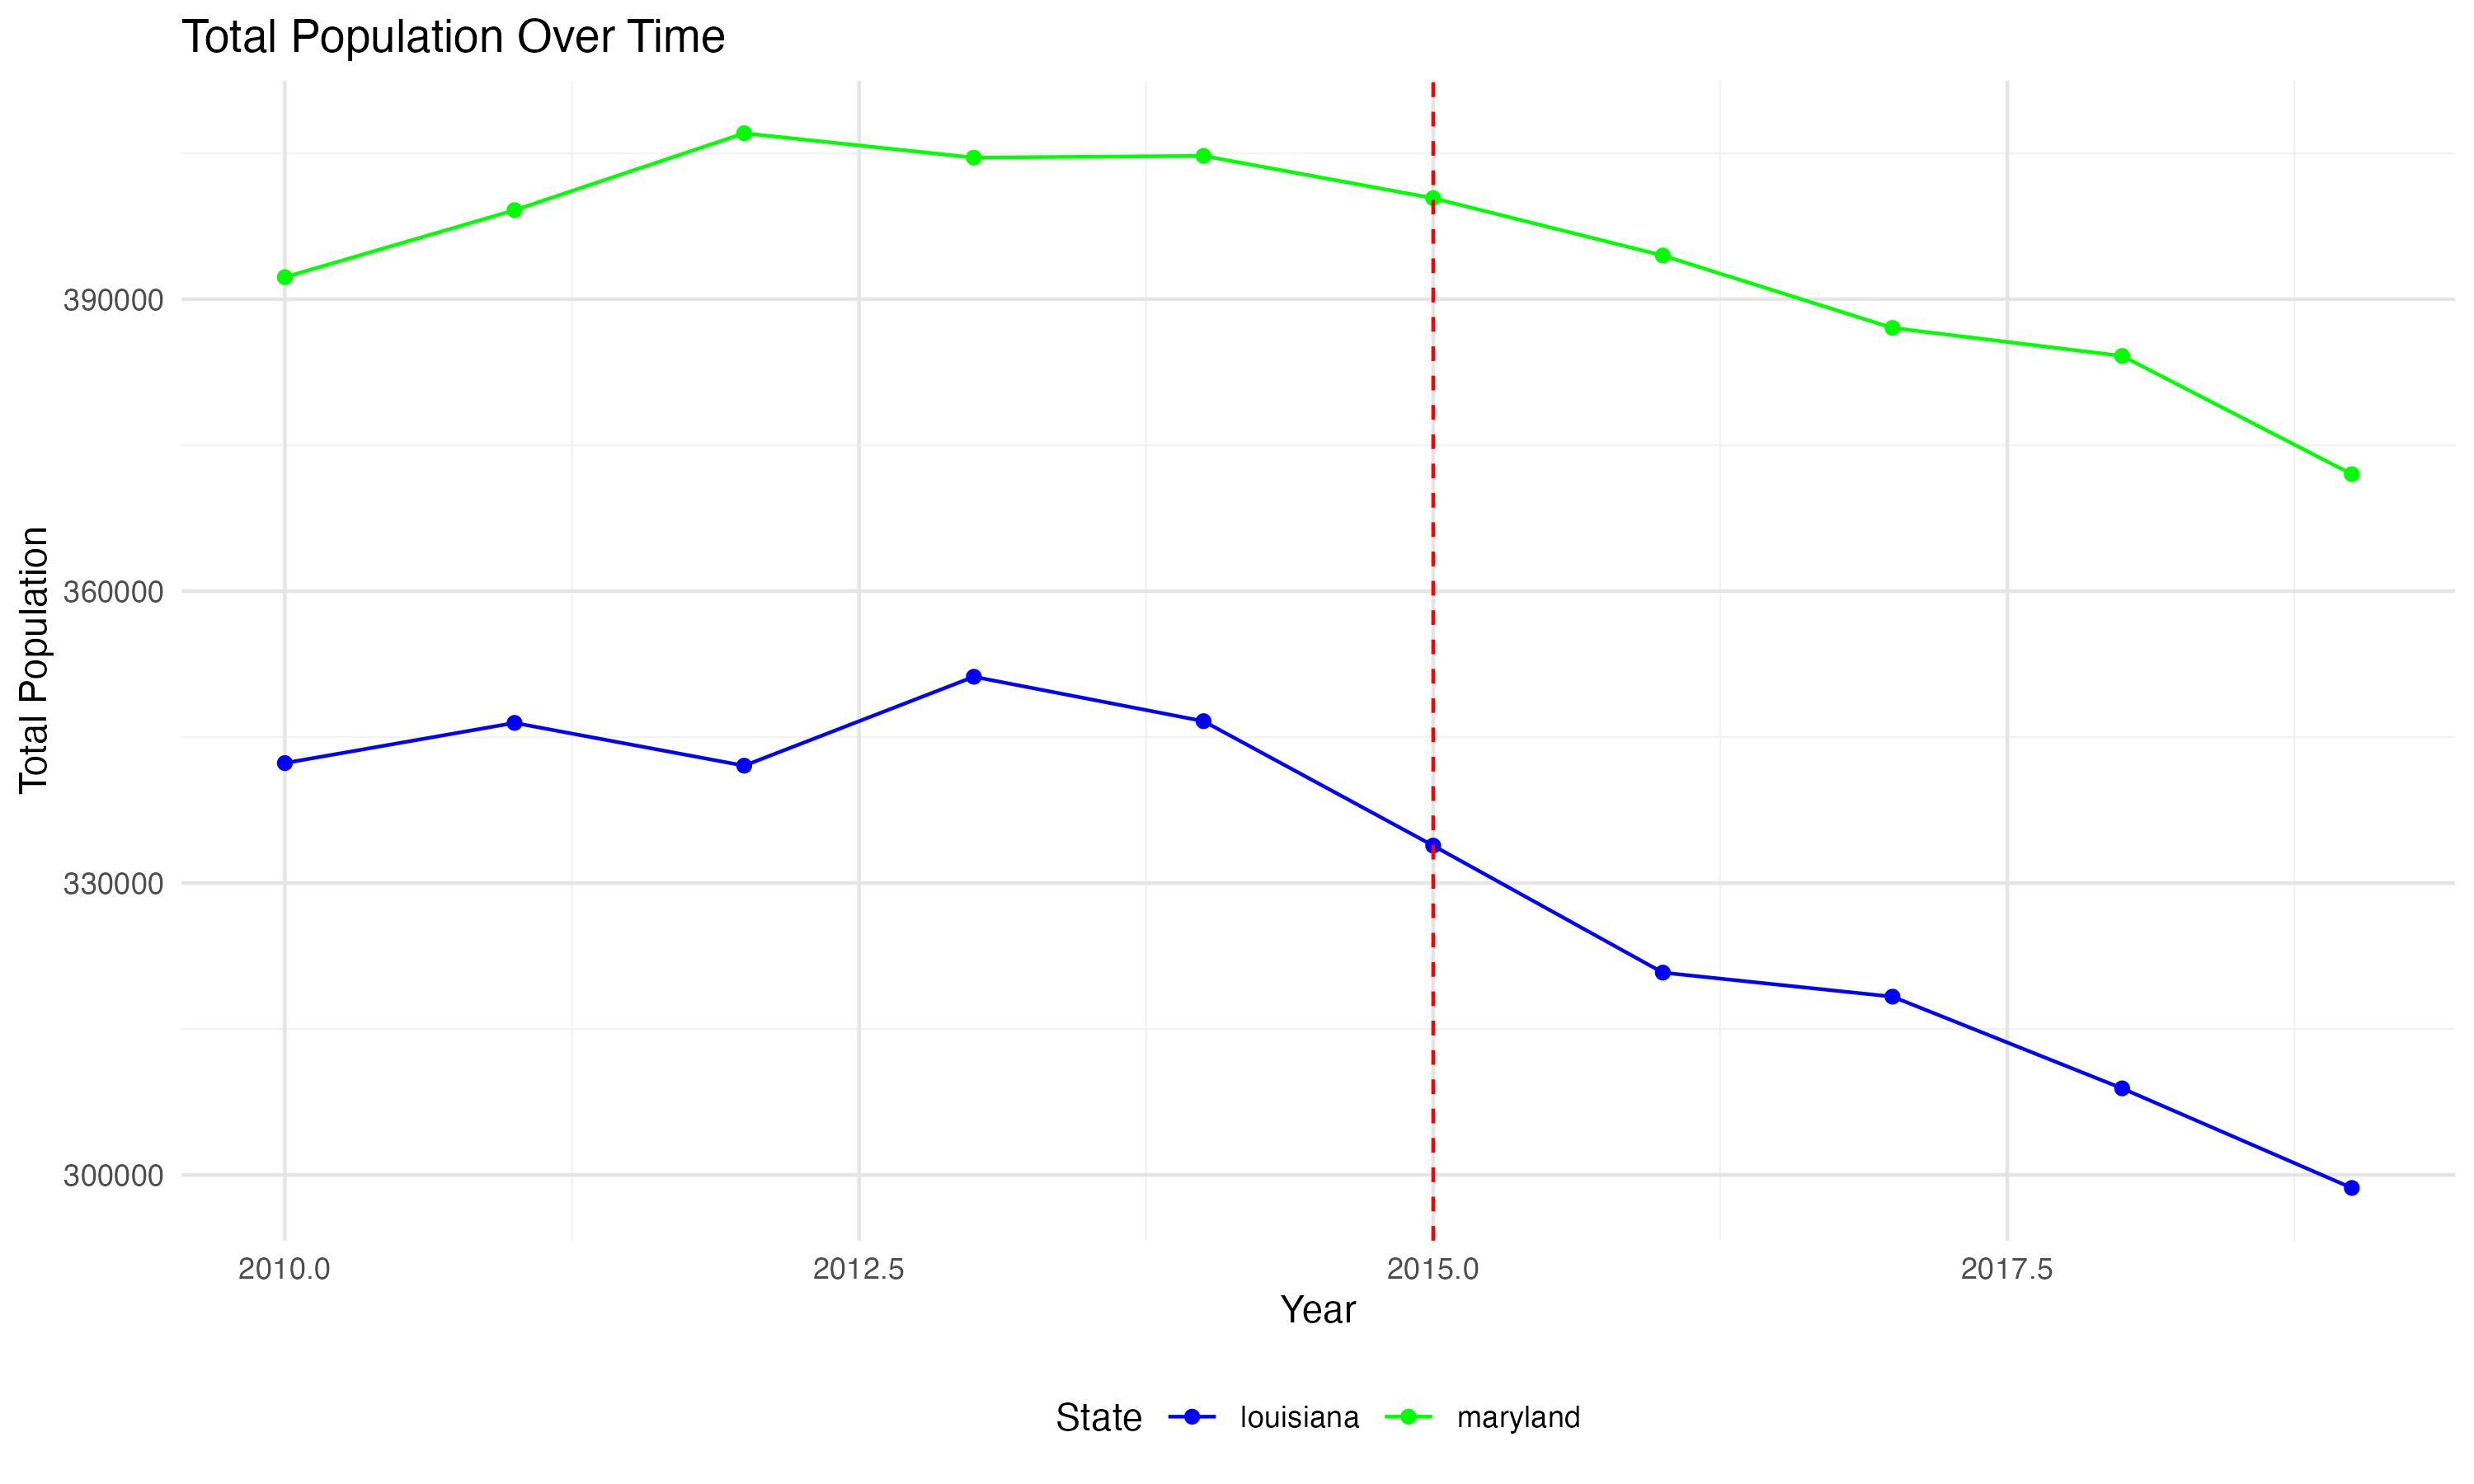 Total Population Over Time
Total Population
390000
360000
330000
300000
2010.0 2012.5 2015.0 2017.5
Year
State louisiana maryland